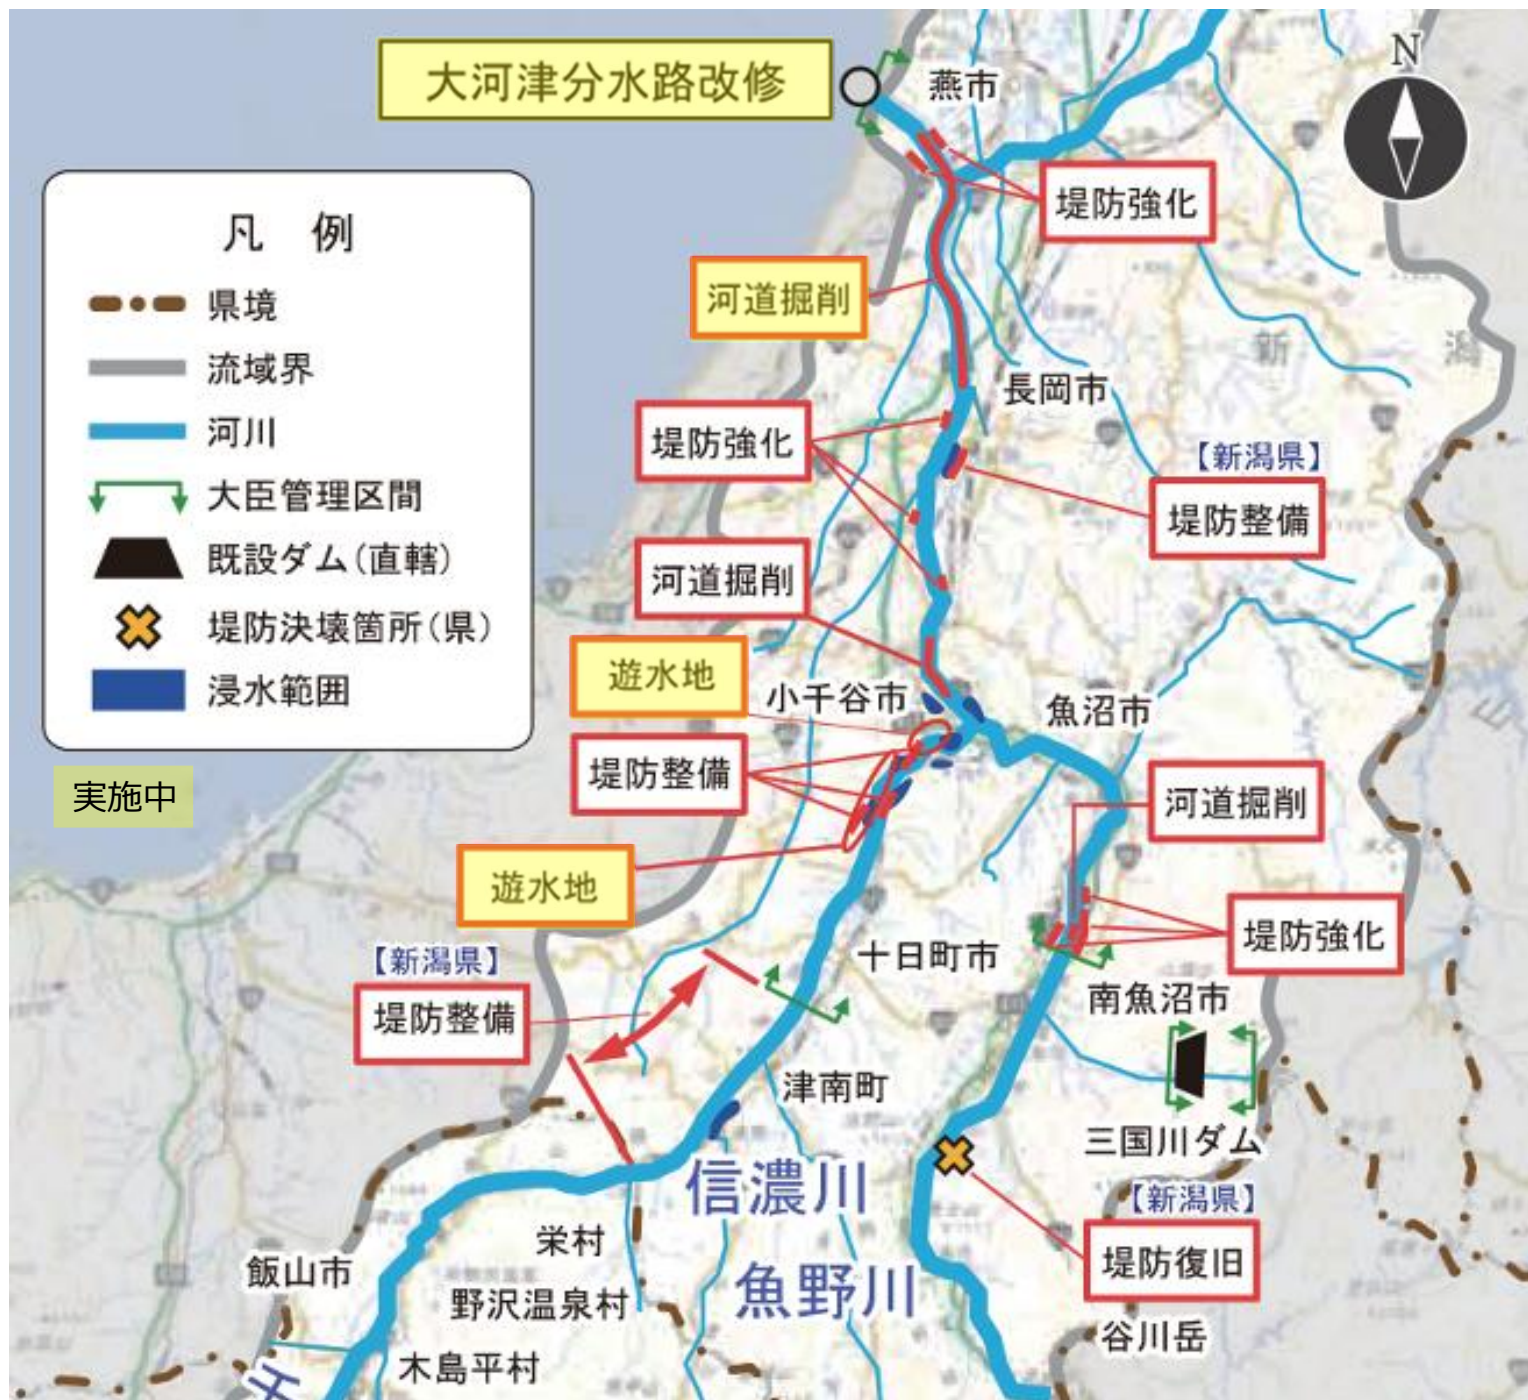 大河津分水路改修
燕市
N
堤防強化
凡 例
県境
流域界
河川
大臣管理区間
既設ダム(直轄)
堤防決壊箇所(県)
浸水範囲
実施中
河道掘削
新 潟
長岡市
堤防強化
【新潟県】
堤防整備
河道掘削
遊水地
小千谷市
魚沼市
堤防整備
河道掘削
遊水地
堤防強化
十日町市
【新潟県】
堤防整備
南魚沼市
津南町
三国川ダム
信濃川
【新潟県】
栄村
堤防復旧
飯山市
魚野川
野沢温泉村
谷川岳
木島平村